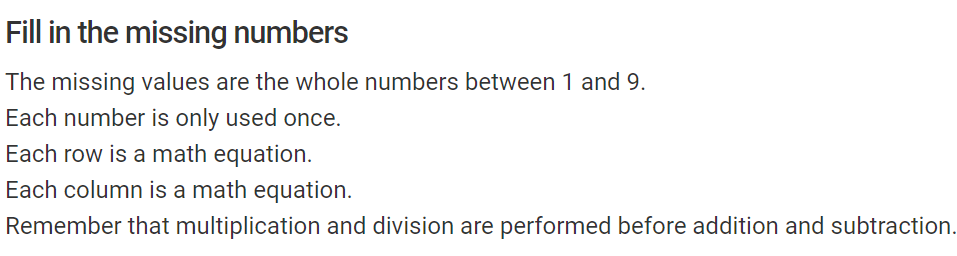 Fill in the missing numbers
The missing values are the whole numbers between 1 and 9.
Each number is only used once.
Each row is a math equation.
Each column is a math equation.
Remember that multiplication and division are performed before addition and subtraction.